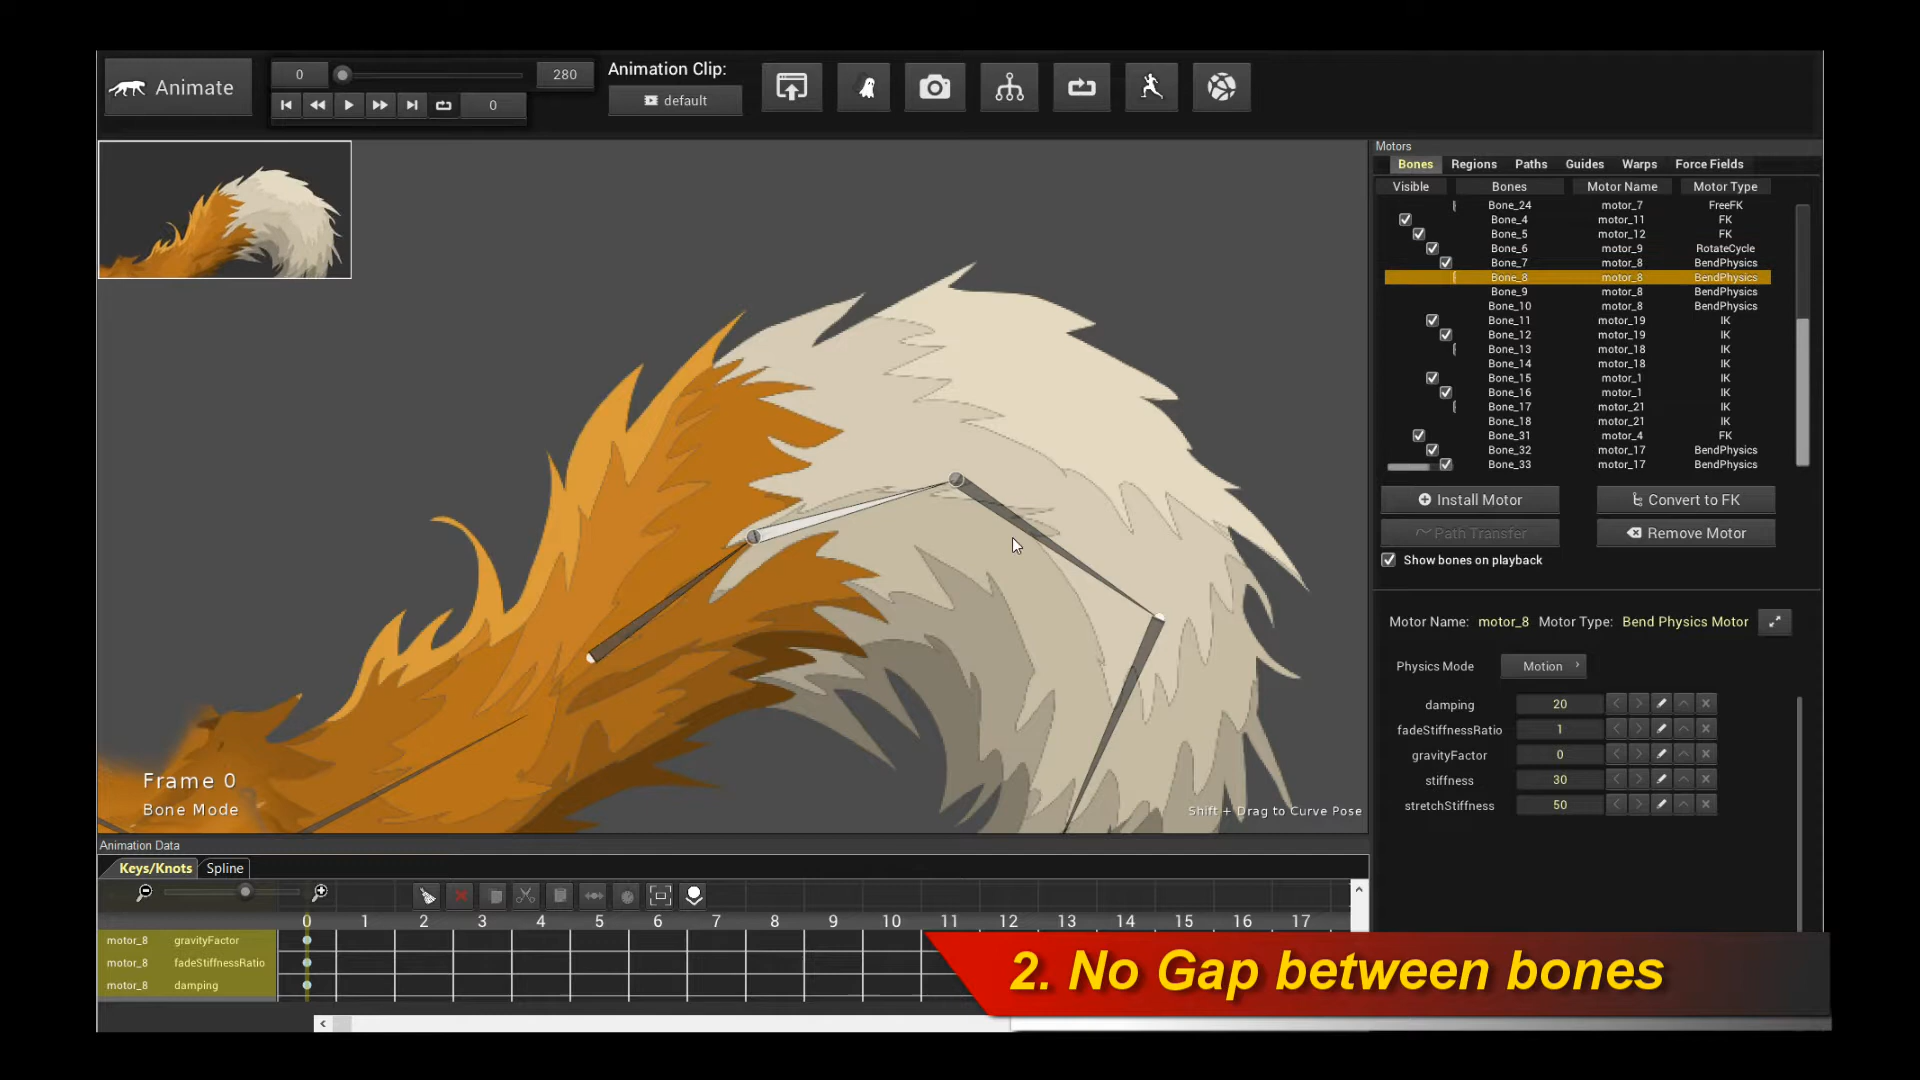 Animate
0
280
0
Animation Clip:
default
Motors
Bones Regions Paths Guides Warps Force Fields
Visible Bones Motor Name Motor Type
Bone_24 motor_7 FreeFK
Bone_4 motor_11 FK
Bone_5 motor_12 FK
Bone_6 motor_9 RotateCycle
Bone_7 motor_8 BendPhysics
Bone_8 motor_8 BendPhysics
Bone_9 motor_8 BendPhysics
Bone_10 motor_8 BendPhysics
Bone_11 motor_19 IK
Bone_12 motor_19 IK
Bone_13 motor_18 IK
Bone_14 motor_18 IK
Bone_15 motor_1 IK
Bone_16 motor_1 IK
Bone_17 motor_21 IK
Bone_18 motor_21 IK
Bone_31 motor_4 FK
Bone_32 motor_17 BendPhysics
Bone_33 motor_17 BendPhysics
Install Motor Convert to FK
Path Transfer Remove Motor
Show bones on playback
Motor Name: motor_8 Motor Type: Bend Physics Motor
Physics Mode Motion
damping 20
fadeStiffnessRatio 1
gravityFactor 0
stiffness 30
stretchStiffness 50
Frame 0
Bone Mode
Shift + Drag to Curve Pose
Animation Data
Keys/Knots Spline
0 1 2 3 4 5 6 7 8 9 10 11 12 13 14 15 16 17
motor_8 gravityFactor
motor_8 fadeStiffnessRatio
motor_8 damping
2. No Gap between bones